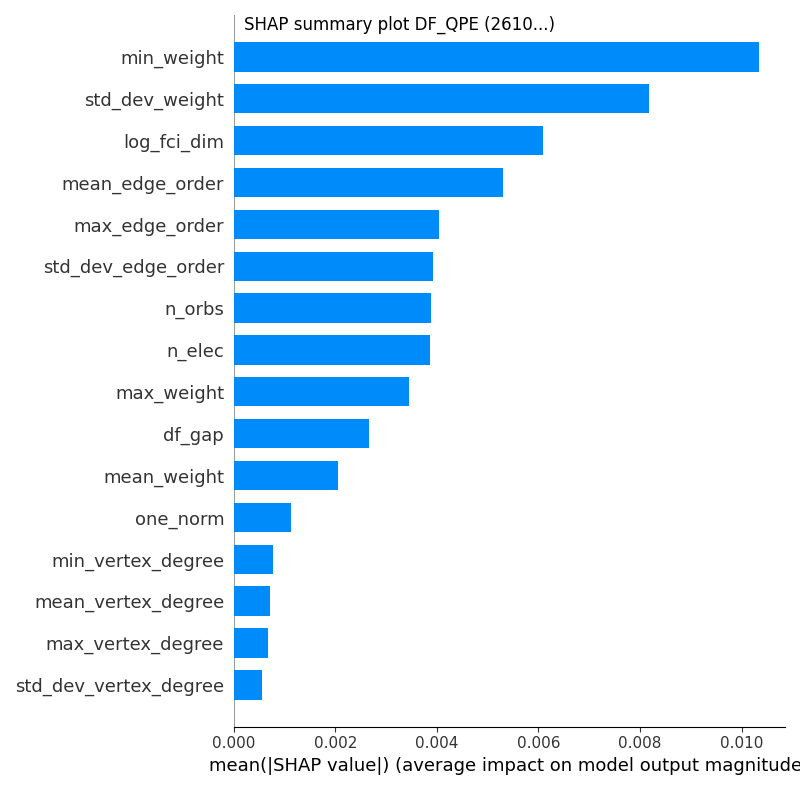 SHAP summary plot DF_QPE (2610...)
min_weight
std_dev_weight
log_fci_dim
mean_edge_order
max_edge_order
std_dev_edge_order
n_orbs
n_elec
max_weight
df_gap
mean_weight
one_norm
min_vertex_degree
mean_vertex_degree
max_vertex_degree
std_dev_vertex_degree
0.000 0.002 0.004 0.006 0.008 0.010
mean(|SHAP value|) (average impact on model output magnitude